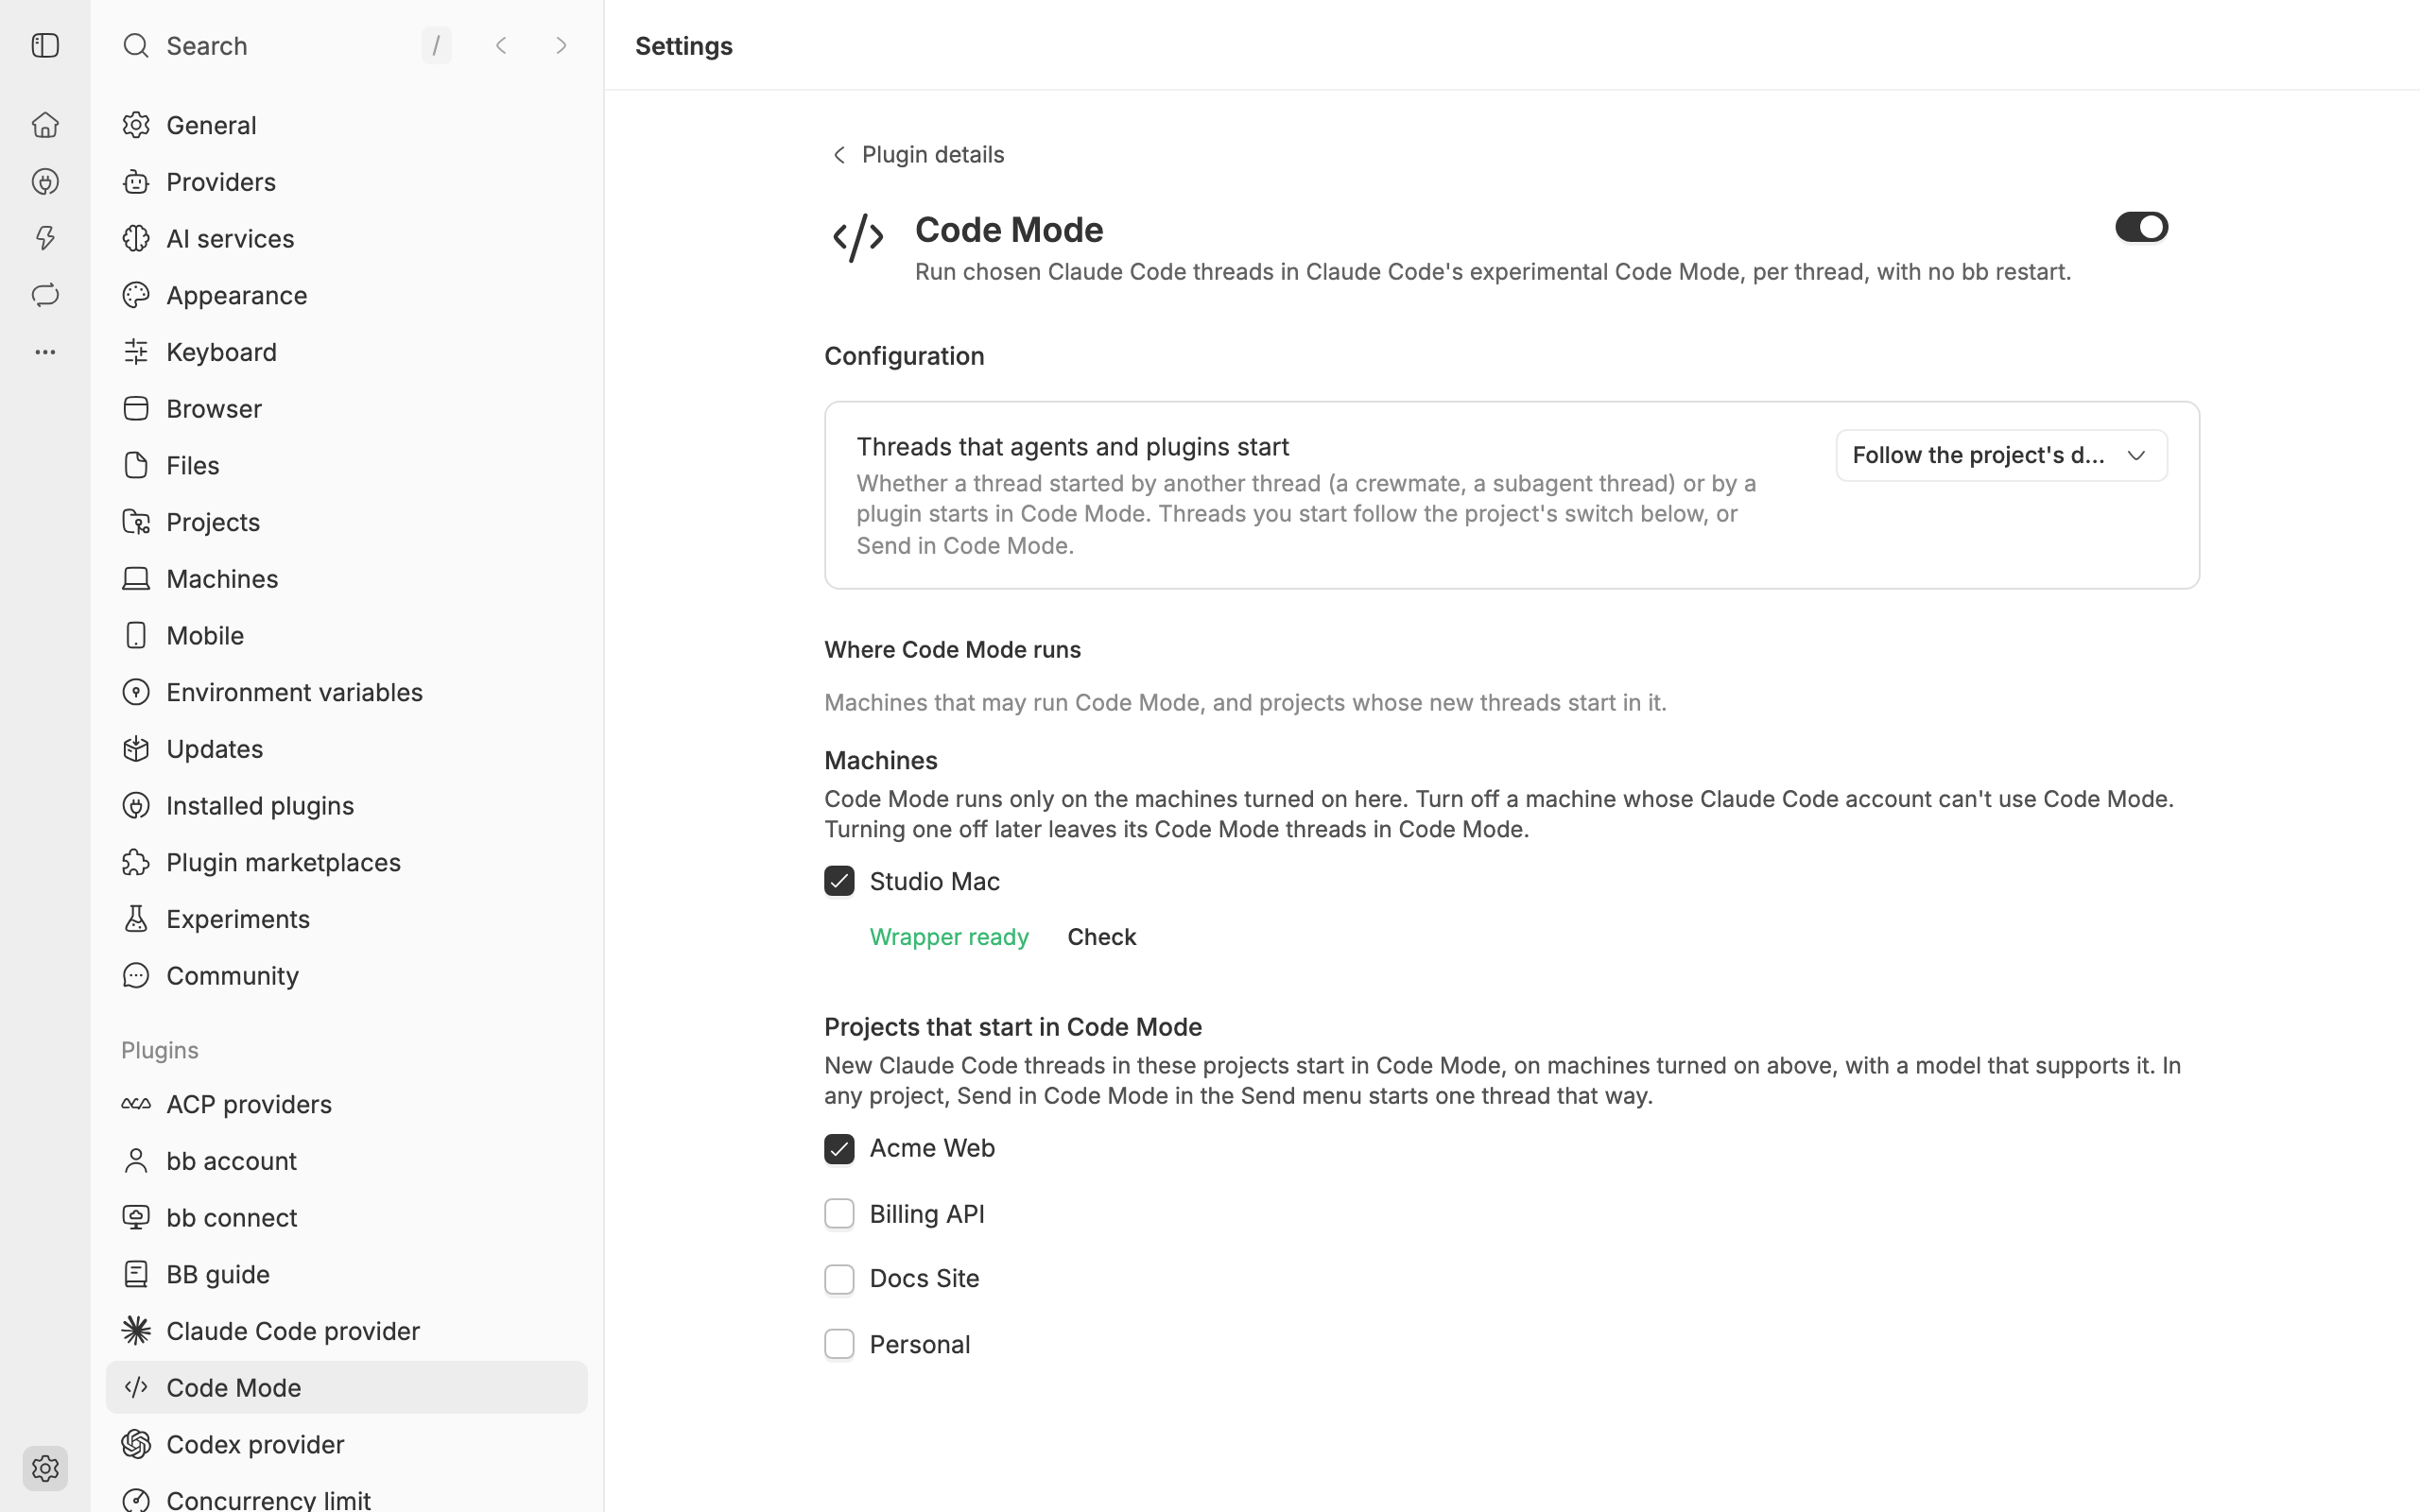 Search /
Settings
General
Providers
AI services
Appearance
Keyboard
Browser
Files
Projects
Machines
Mobile
Environment variables
Updates
Installed plugins
Plugin marketplaces
Experiments
Community
Plugins
ACP providers
bb account
bb connect
BB guide
Claude Code provider
Code Mode
Codex provider
Concurrency limit
Plugin details
Code Mode
Run chosen Claude Code threads in Claude Code's experimental Code Mode, per thread, with no bb restart.
Configuration
Threads that agents and plugins start
Follow the project's d...
Whether a thread started by another thread (a crewmate, a subagent thread) or by a
plugin starts in Code Mode. Threads you start follow the project's switch below, or
Send in Code Mode.
Where Code Mode runs
Machines that may run Code Mode, and projects whose new threads start in it.
Machines
Code Mode runs only on the machines turned on here. Turn off a machine whose Claude Code account can't use Code Mode.
Turning one off later leaves its Code Mode threads in Code Mode.
Studio Mac
Wrapper ready Check
Projects that start in Code Mode
New Claude Code threads in these projects start in Code Mode, on machines turned on above, with a model that supports it. In
any project, Send in Code Mode in the Send menu starts one thread that way.
Acme Web
Billing API
Docs Site
Personal